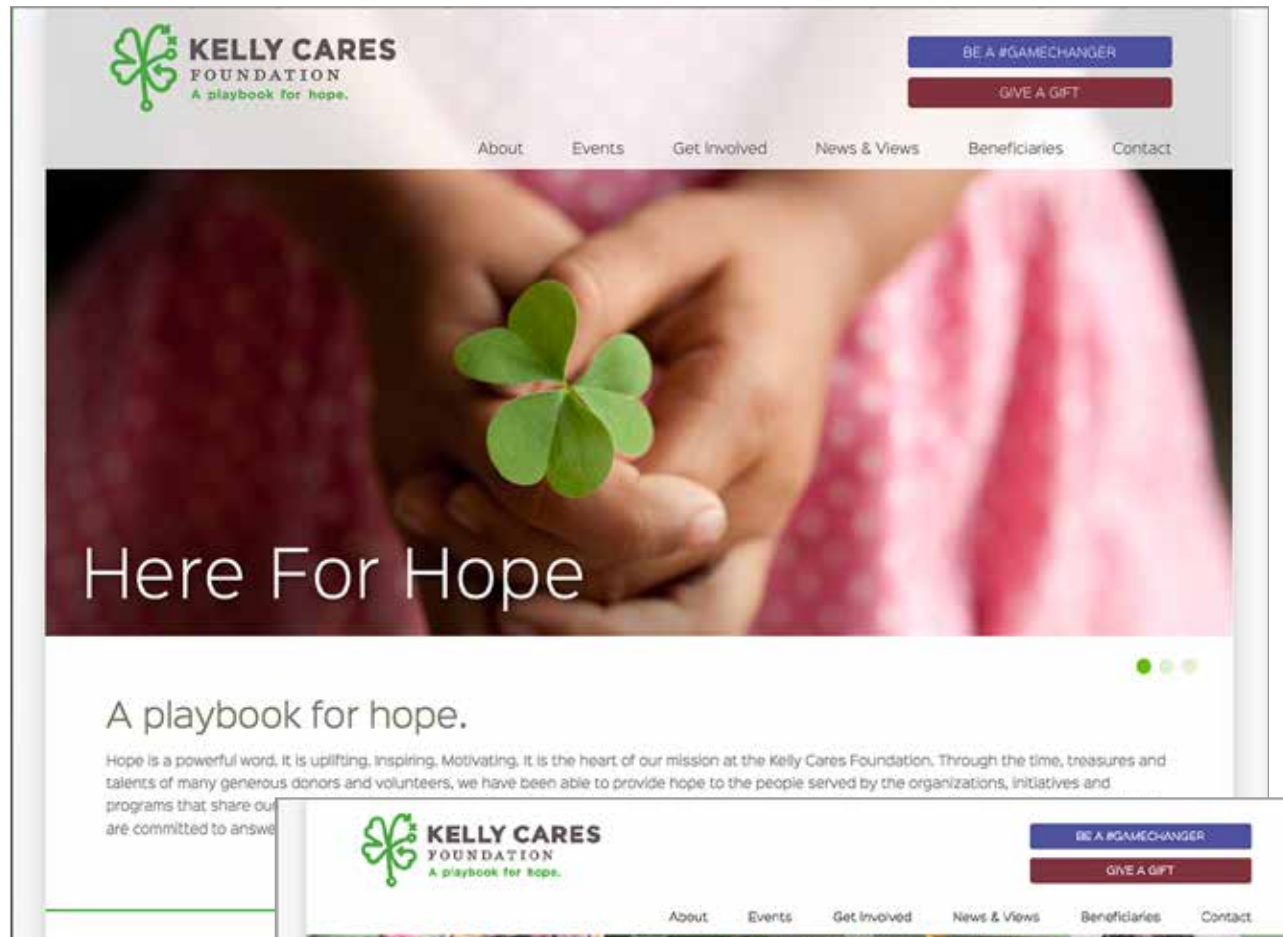 KELLY CARES
FOUNDATION
A playbook for hope.
BE A #GAMECHANGER
GIVE A GIFT
About Events Get Involved News & Views Beneficiaries Contact
Here For Hope
A playbook for hope.
Hope is a powerful word. It is uplifting. Inspiring. Motivating. It is the heart of our mission at the Kelly Cares Foundation. Through the time, treasures and
talents of many generous donors and volunteers, we have been able to provide hope to the people served by the organizations, initiatives and
programs that share
are committed to
KELLY CARES
FOUNDATION
A playbook for hope.
BE A #GAMECHANGER
GIVE A GIFT
About Events Get Involved News & Views Beneficiaries Contact